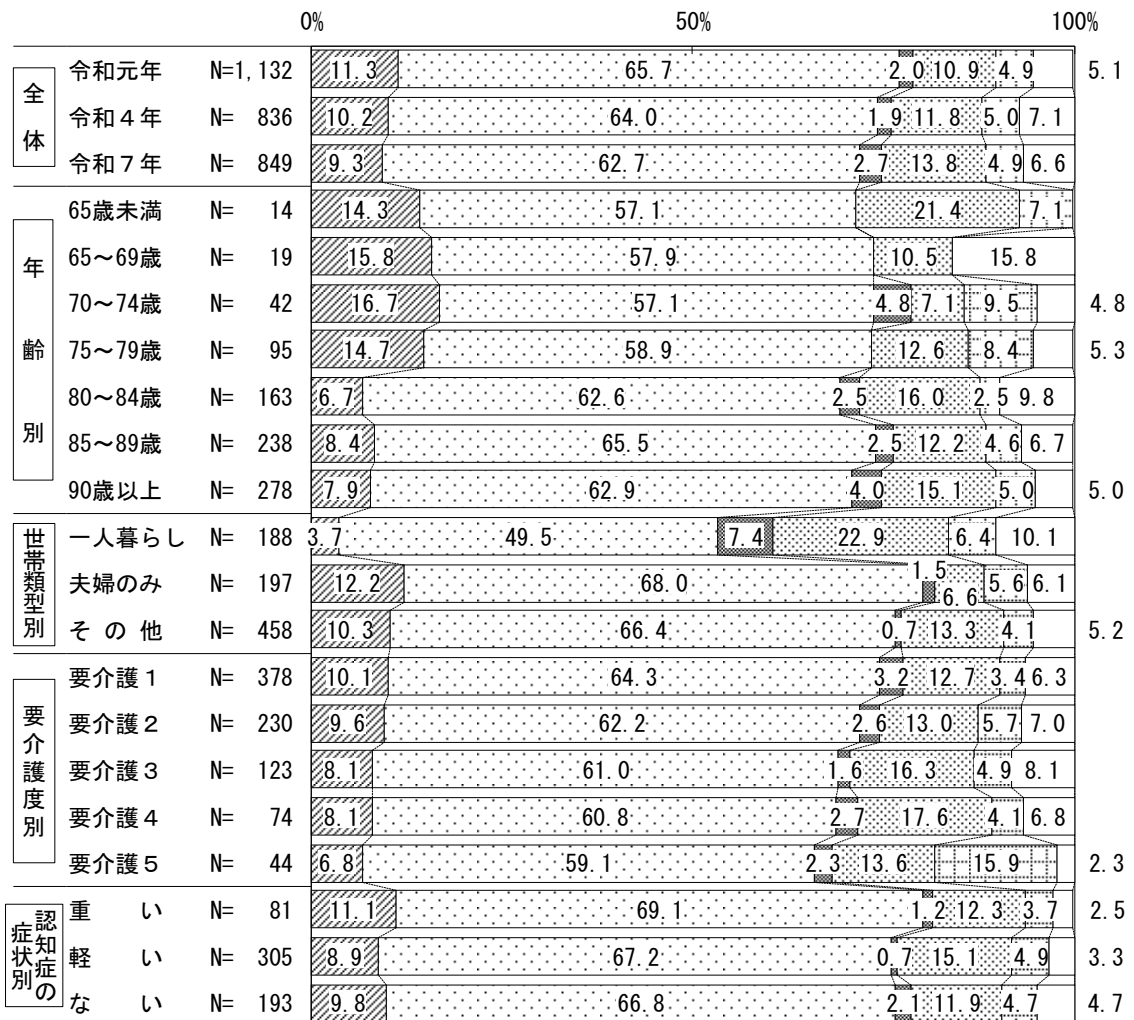 0% 50% 100%
全体
令和元年 N=1,132 11.3 65.7 2.0 10.9 4.9 5.1
令和４年 N= 836 10.2 64.0 1.9 11.8 5.0 7.1
令和７年 N= 849 9.3 62.7 2.7 13.8 4.9 6.6
年齢別
65歳未満 N= 14 14.3 57.1 21.4 7.1
65～69歳 N= 19 15.8 57.9 10.5 15.8
70～74歳 N= 42 16.7 57.1 4.8 7.1 9.5 4.8
75～79歳 N= 95 14.7 58.9 12.6 8.4 5.3
80～84歳 N= 163 6.7 62.6 2.5 16.0 2.5 9.8
85～89歳 N= 238 8.4 65.5 2.5 12.2 4.6 6.7
90歳以上 N= 278 7.9 62.9 4.0 15.1 5.0 5.0
世帯類型別
一人暮らし N= 188 3.7 49.5 7.4 22.9 6.4 10.1
夫婦のみ N= 197 12.2 68.0 1.5 6.6 5.6 6.1
その他 N= 458 10.3 66.4 0.7 13.3 4.1 5.2
要介護度別
要介護１ N= 378 10.1 64.3 3.2 12.7 3.4 6.3
要介護２ N= 230 9.6 62.2 2.6 13.0 5.7 7.0
要介護３ N= 123 8.1 61.0 1.6 16.3 4.9 8.1
要介護４ N= 74 8.1 60.8 2.7 17.6 4.1 6.8
要介護５ N= 44 6.8 59.1 2.3 13.6 15.9 2.3
認知症の症状別
重い N= 81 11.1 69.1 1.2 12.3 3.7 2.5
軽い N= 305 8.9 67.2 0.7 15.1 4.9 3.3
ない N= 193 9.8 66.8 2.1 11.9 4.7 4.7